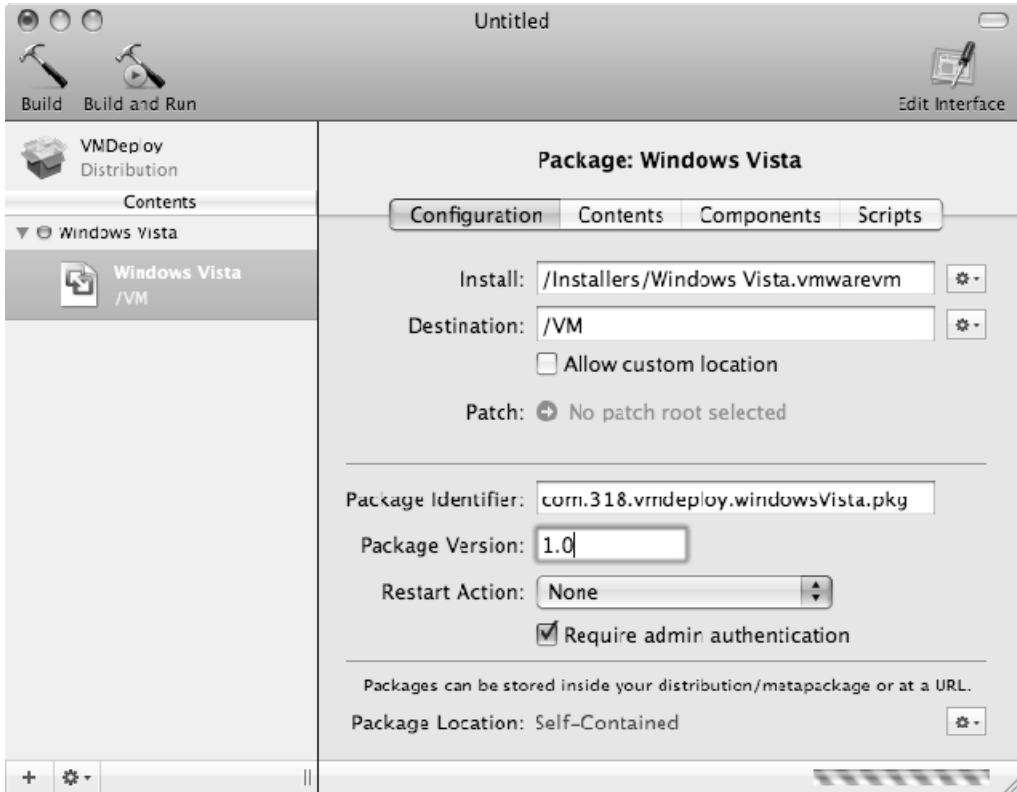 Untitled
Build
Build and Run
Edit Interface
VMDeploy
Distribution
Contents
Windows Vista
Windows Vista
/VM
Package: Windows Vista
Configuration Contents Components Scripts
Install: /Installers/Windows Vista.vmwarevm
Destination: /VM
Allow custom location
Patch: No patch root selected
Package Identifier: com.318.vmdeploy.windowsVista.pkg
Package Version: 1.0
Restart Action: None
Require admin authentication
Packages can be stored inside your distribution/metapackage or at a URL.
Package Location: Self-Contained